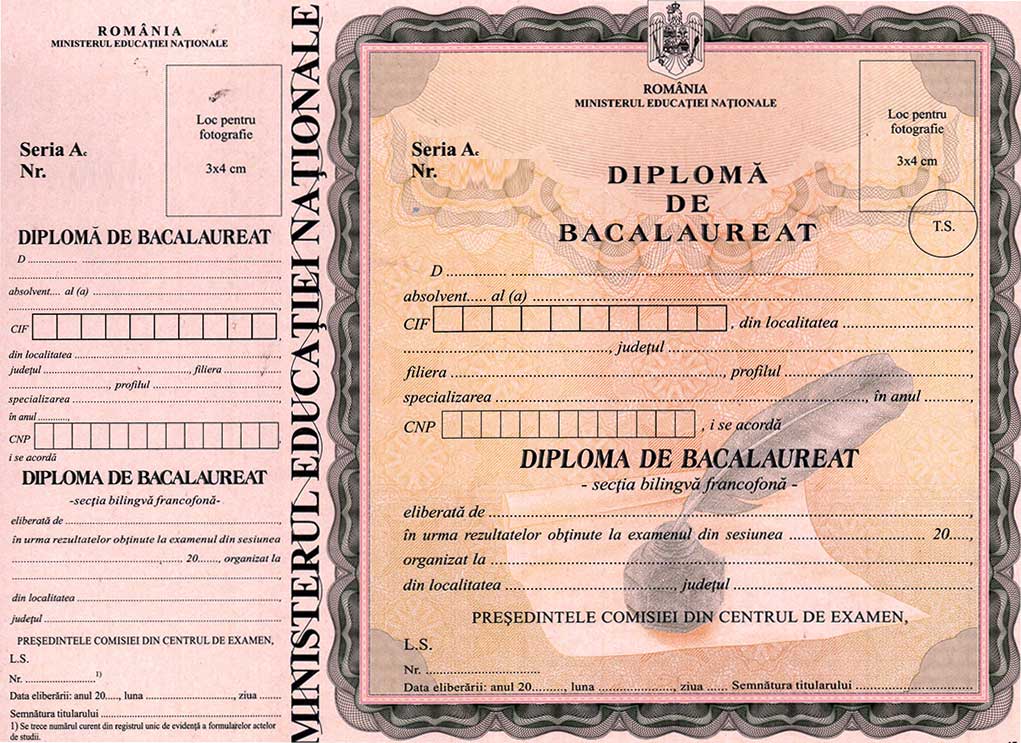 ROMÂNIA
MINISTERUL EDUCAȚIEI NAȚIONALE
Loc pentru
fotografie
3x4 cm
Seria A.
Nr.
DIPLOMĂ DE BACALAUREAT
D ............. ..........................................................
..........................................................................
absolvent.... al (a) ..................................................
..........................................................................
CIF ,
din localitatea ........................................................,
județul .........................................., filiera ................
............................, profilul ....................................,
specializarea ..........................................................,
în anul ..........,
CNP ,
i se acordă
DIPLOMA DE BACALAUREAT
-secția bilingvă francofonă-
eliberată de ............................................................,
în urma rezultatelor obținute la examenul din sesiunea
................................................ 20......., organizat la
..........................................................................,
din localitatea .........................................................,
județul ..................................................................
PREȘEDINTELE COMISIEI DIN CENTRUL DE EXAMEN,
L.S.
Nr. ....................1)
Data eliberării: anul 20....., luna ........................, ziua ......
Semnătura titularului ...................................................
1) Se trece numărul curent din registrul unic de evidență a formularelor actelor
de studii.
MINISTERUL EDUCAȚIEI NAȚIONALE
ROMÂNIA
MINISTERUL EDUCAȚIEI NAȚIONALE
Loc pentru
fotografie
3x4 cm
T.S.
Seria A.
Nr.
DIPLOMĂ
DE
BACALAUREAT
D ............. ..........................................................,
absolvent..... al (a) ...................................................
CIF , din localitatea ..............................
..............................................., județul ................................,
filiera ..............................................., profilul ................................,
specializarea ..............................................................., în anul .........,
CNP , i se acordă
DIPLOMA DE BACALAUREAT
- secția bilingvă francofonă -
eliberată de ............................................................,
în urma rezultatelor obținute la examenul din sesiunea .......................... 20....,
organizat la ............................................................,
din localitatea ..................................., județul ................................
PREȘEDINTELE COMISIEI DIN CENTRUL DE EXAMEN,
L.S.
Nr. ..........................
Data eliberării: anul 20........, luna ......................, ziua ...... Semnătura titularului ..........................